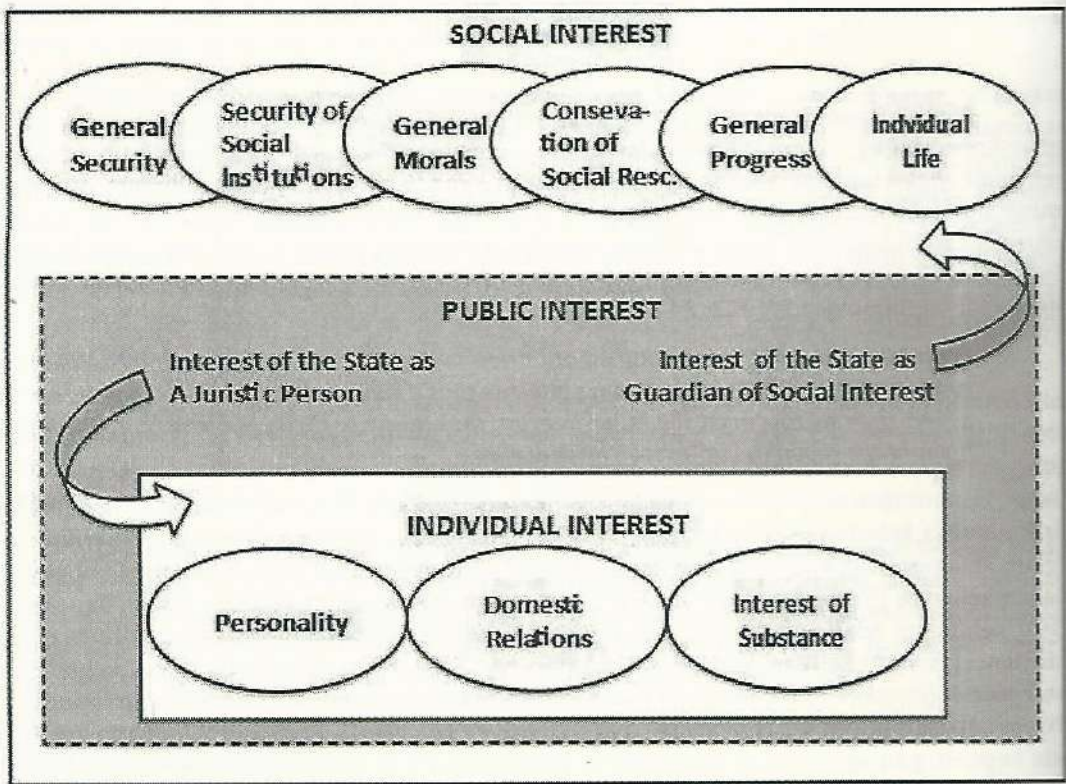 SOCIAL INTEREST
General
Security
Security of
Social
Institutions
General
Morals
Conseva-
tion of
Social Resc.
General
Progress
Indvidual
Life
PUBLIC INTEREST
Interest of the State as
A Juristic Person
Interest of the State as
Guardian of Social Interest
INDIVIDUAL INTEREST
Personality
Domestic
Relations
Interest of
Substance